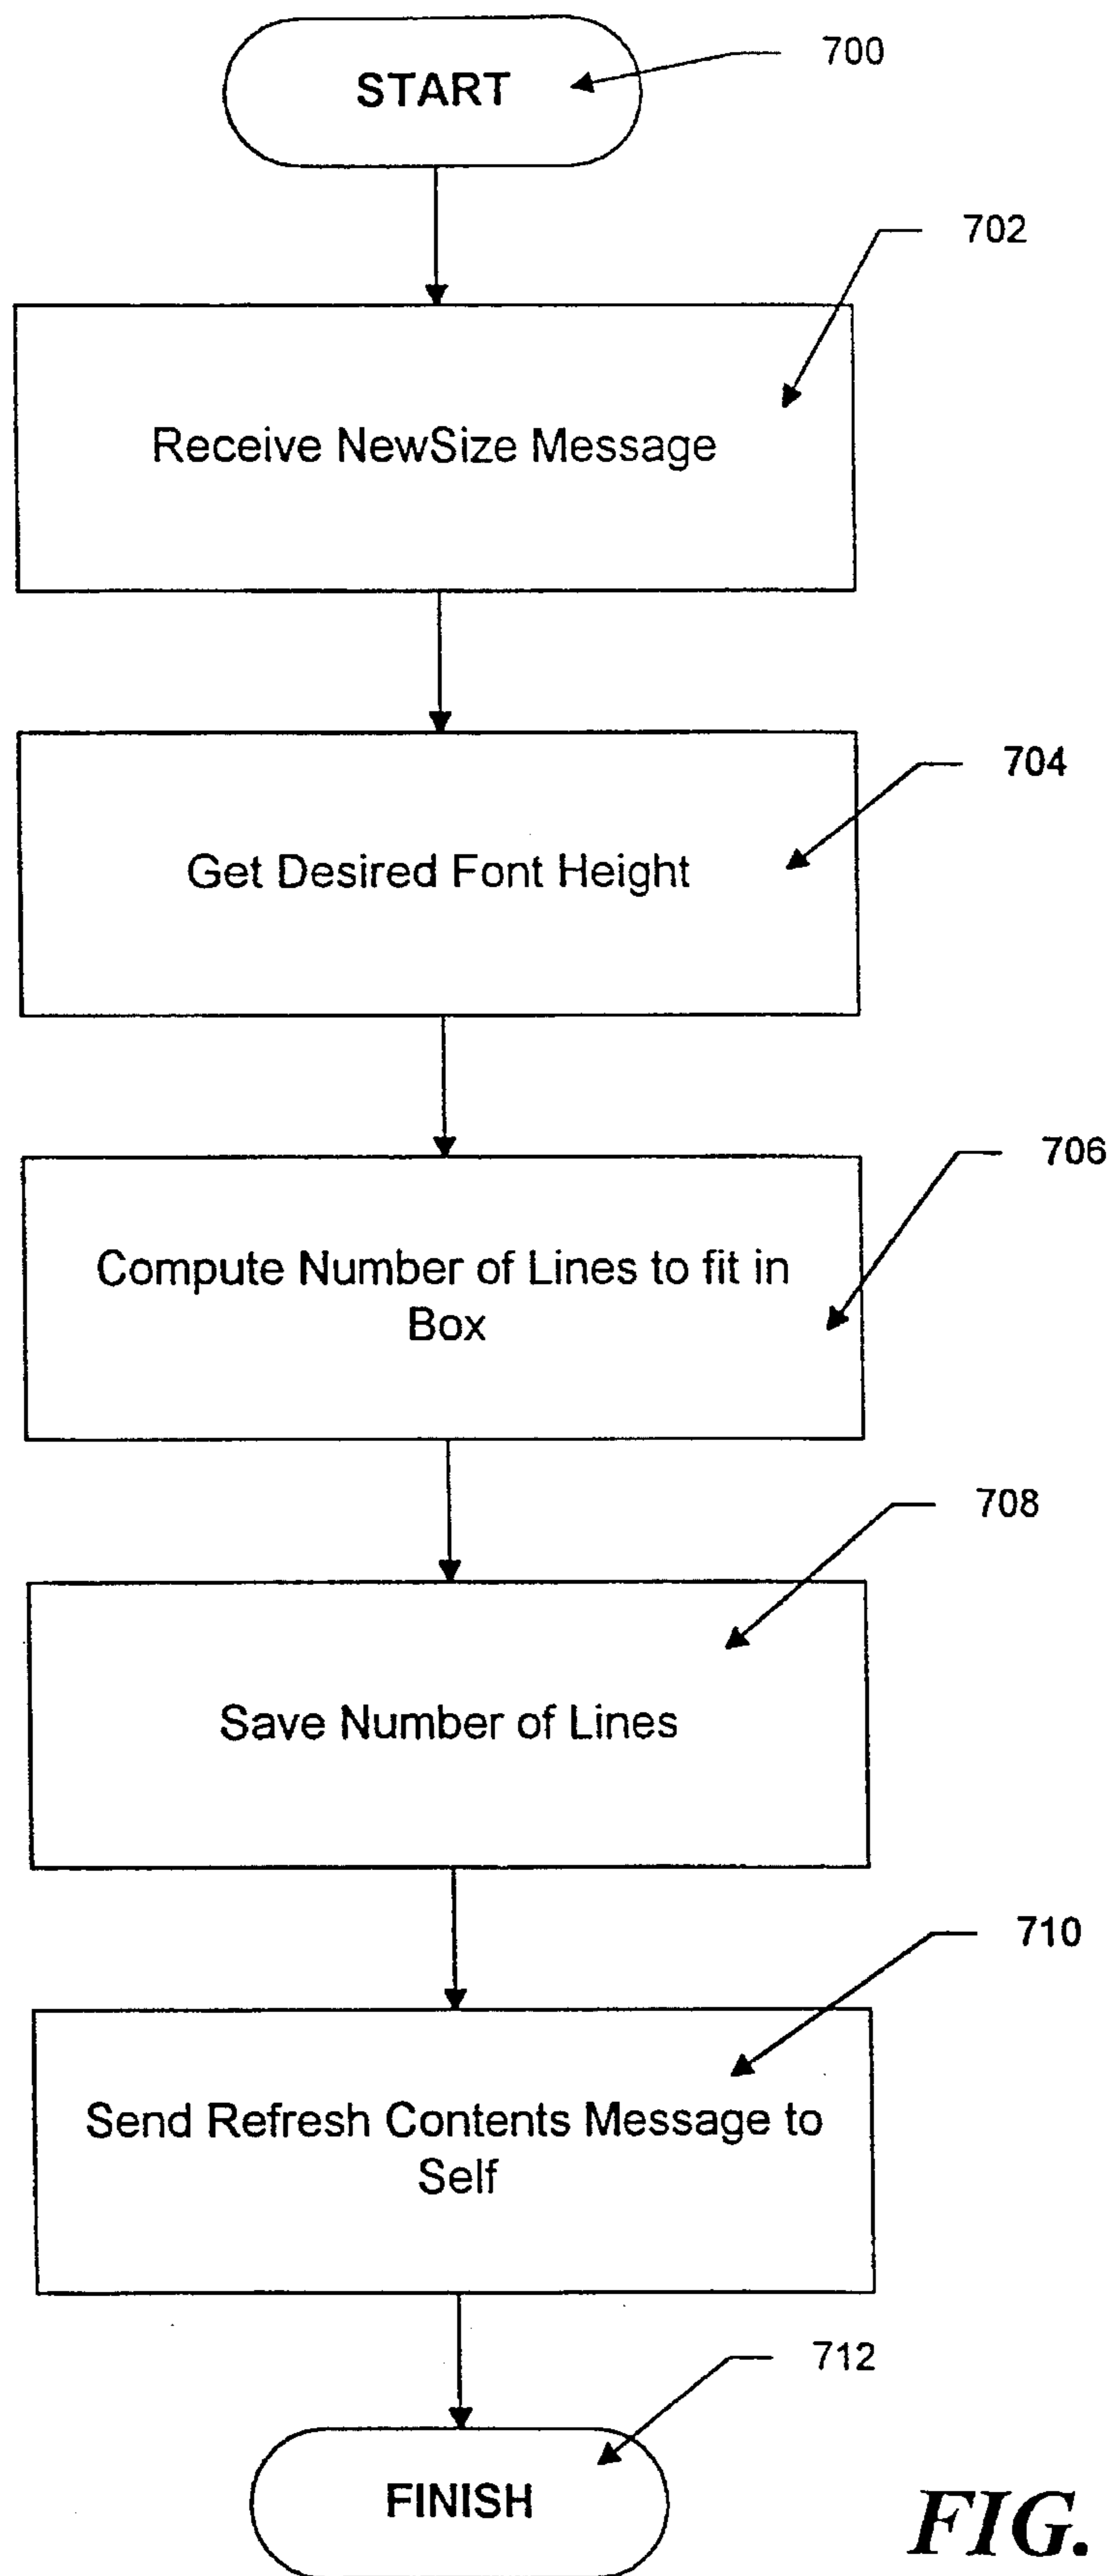 START
700
702
Receive NewSize Message
704
Get Desired Font Height
706
Compute Number of Lines to fit in
Box
708
Save Number of Lines
710
Send Refresh Contents Message to
Self
712
FINISH
FIG.